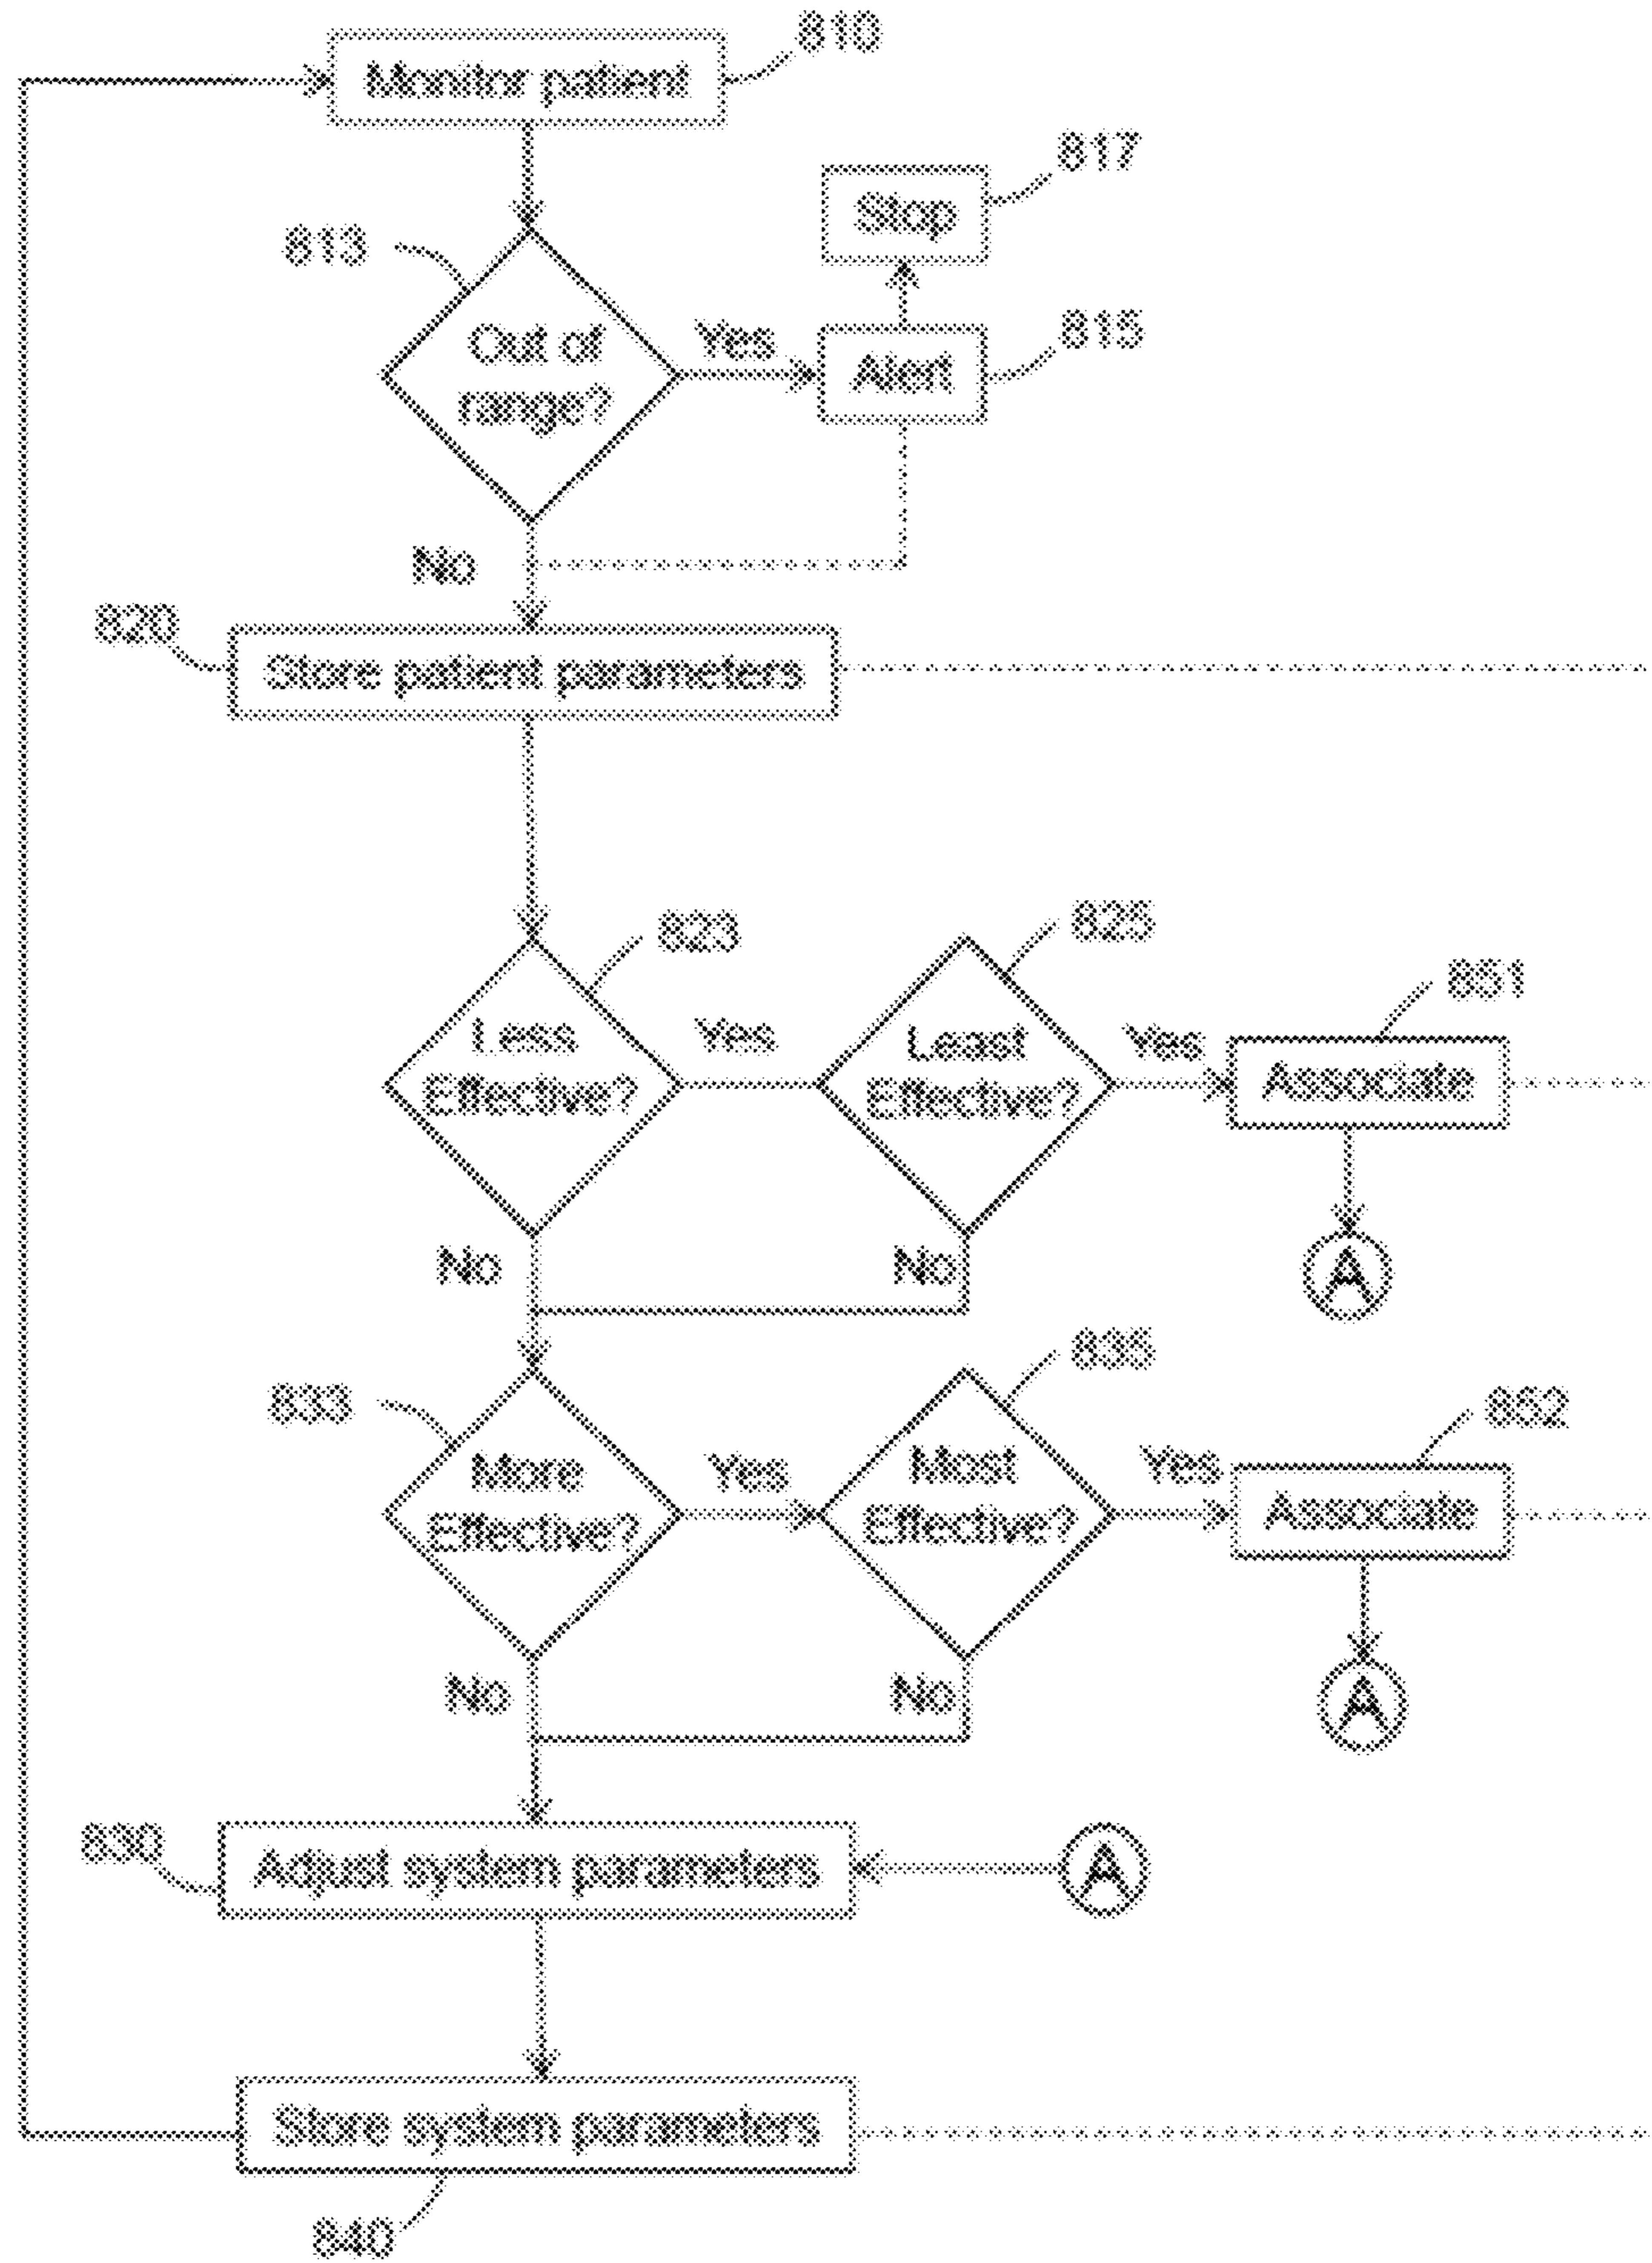 810
Monitor patient
817
Stop
813
Out of
range?
Yes
815
Alert
No
820
Store patient parameters
823
825
851
Less
Effective?
Yes
Least
Effective?
Yes
Associate
No
No
A
833
835
852
More
Effective?
Yes
Most
Effective?
Yes
Associate
No
No
A
830
Adjust system parameters
A
Store system parameters
840